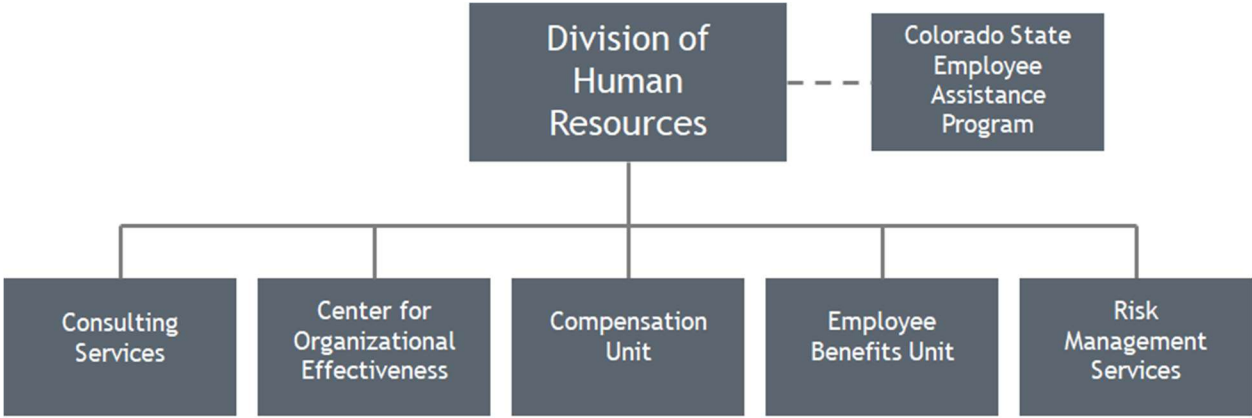 Division of
Human
Resources
Colorado State
Employee
Assistance
Program
Consulting
Services
Center for
Organizational
Effectiveness
Compensation
Unit
Employee
Benefits Unit
Risk
Management
Services